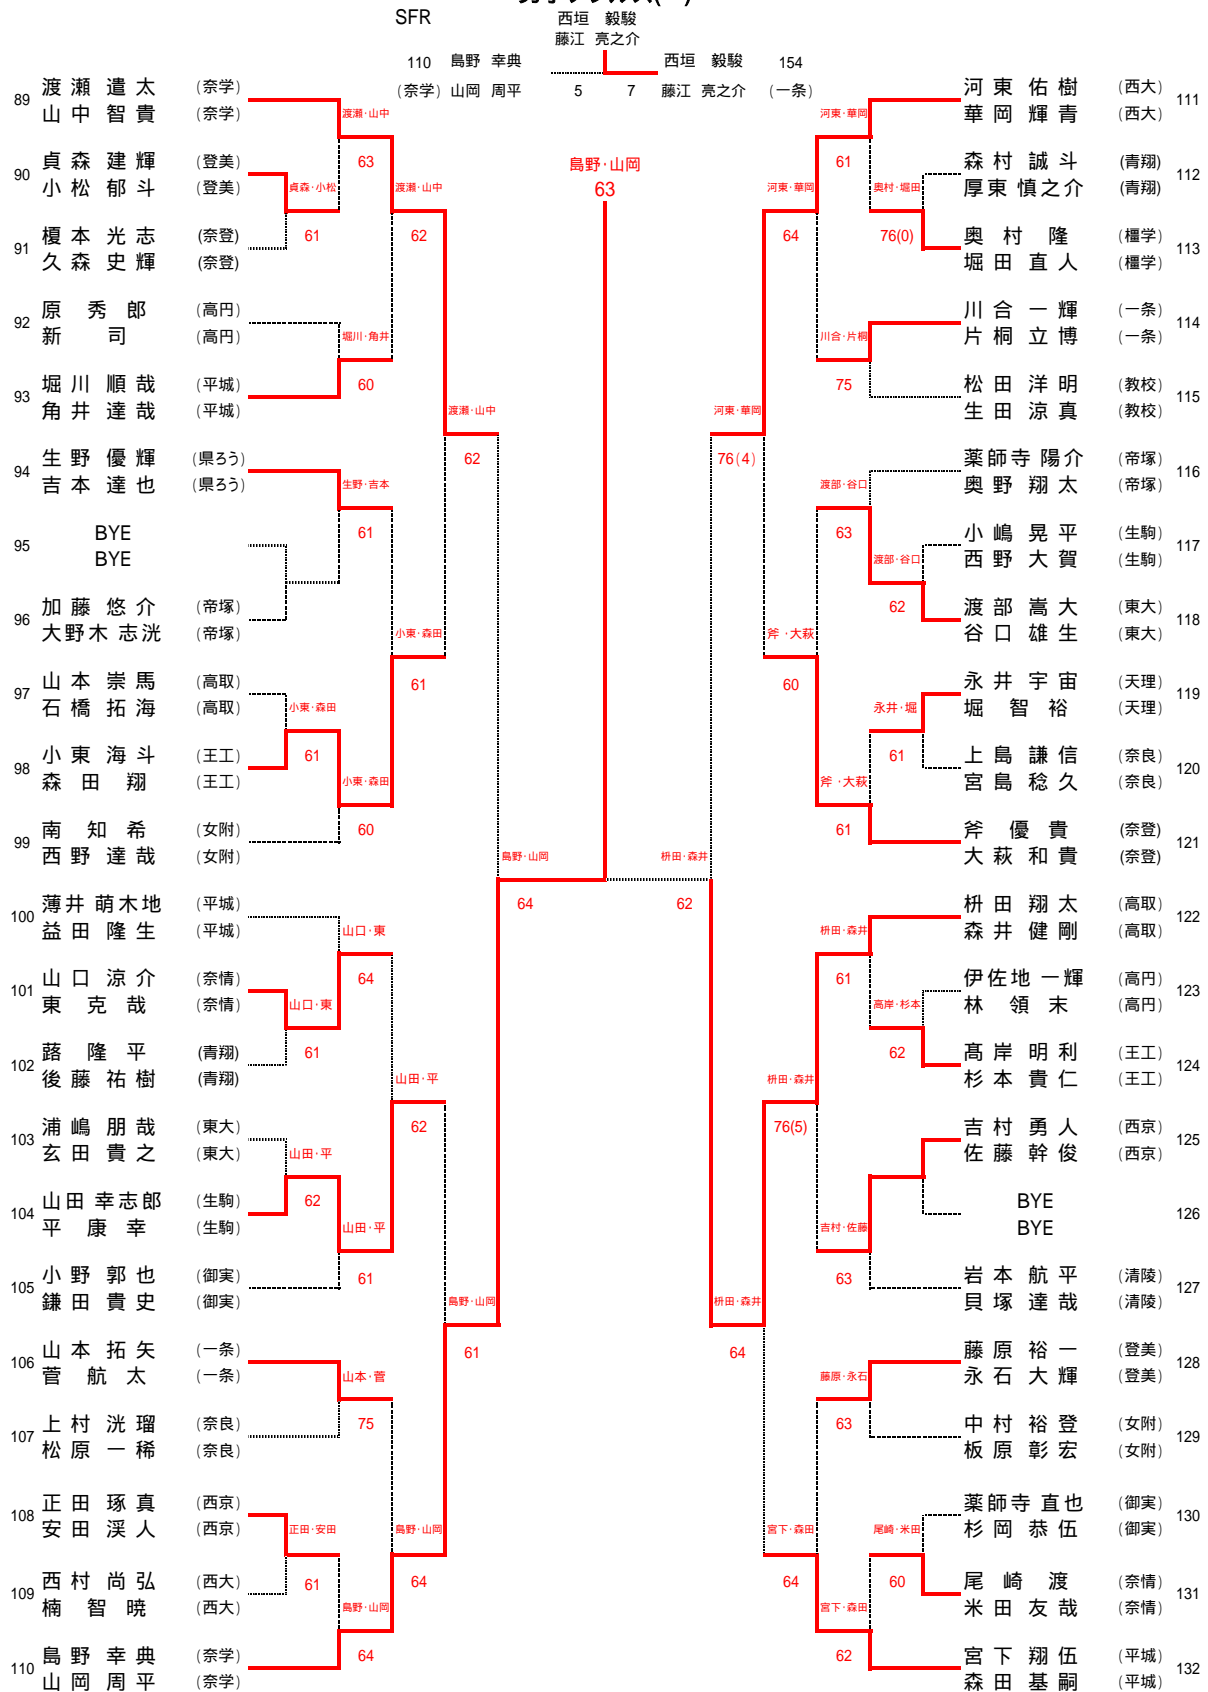 SFR
西垣 毅駿
藤江 亮之介
110 島野 幸典 西垣 毅駿 154
(奈学) 山岡 周平 5 7 藤江 亮之介 (一条)
島野・山岡
63
89 渡瀬遣太 (奈学)
山中智貴 (奈学)
渡瀬・山中
63
90 貞森建輝 (登美)
小松郁斗 (登美)
貞森・小松
61
渡瀬・山中
62
91 榎本光志 (奈登)
久森史輝 (奈登)
92 原秀郎 (高円)
新司 (高円)
堀川・角井
60
93 堀川順哉 (平城)
角井達哉 (平城)
渡瀬・山中
62
94 生野優輝 (県ろう)
吉本達也 (県ろう)
生野・吉本
61
95 BYE
BYE
96 加藤悠介 (帝塚)
大野木志洸 (帝塚)
小東・森田
61
97 山本崇馬 (高取)
石橋拓海 (高取)
小東・森田
61
98 小東海斗 (王工)
森田翔 (王工)
小東・森田
60
99 南知希 (女附)
西野達哉 (女附)
島野・山岡
64
100 薄井萌木地 (平城)
益田隆生 (平城)
山口・東
64
101 山口涼介 (奈情)
東克哉 (奈情)
山口・東
61
102 蕗隆平 (青翔)
後藤祐樹 (青翔)
山田・平
62
103 浦嶋朋哉 (東大)
玄田貴之 (東大)
山田・平
62
104 山田幸志郎 (生駒)
平康幸 (生駒)
山田・平
61
105 小野郭也 (御実)
鎌田貴史 (御実)
島野・山岡
61
106 山本拓矢 (一条)
菅航太 (一条)
山本・菅
75
107 上村洸瑠 (奈良)
松原一稀 (奈良)
108 正田琢真 (西京)
安田渓人 (西京)
正田・安田
61
島野・山岡
64
109 西村尚弘 (西大)
楠智暁 (西大)
島野・山岡
64
110 島野幸典 (奈学)
山岡周平 (奈学)
河東佑樹 (西大) 111
華岡輝青 (西大)
河東・華岡
61
森村誠斗 (青翔) 112
厚東慎之介 (青翔)
奥村・堀田
76(0)
河東・華岡
64
奥村隆 (橿学) 113
堀田直人 (橿学)
川合一輝 (一条) 114
片桐立博 (一条)
川合・片桐
75
松田洋明 (教校) 115
生田涼真 (教校)
河東・華岡
76(4)
薬師寺陽介 (帝塚) 116
奥野翔太 (帝塚)
渡部・谷口
63
小嶋晃平 (生駒) 117
西野大賀 (生駒)
渡部・谷口
62
渡部嵩大 (東大) 118
谷口雄生 (東大)
斧・大萩
60
永井宇宙 (天理) 119
堀智裕 (天理)
永井・堀
61
上島謙信 (奈良) 120
宮島稔久 (奈良)
斧・大萩
61
斧優貴 (奈登) 121
大萩和貴 (奈登)
枡田・森井
62
枡田翔太 (高取) 122
森井健剛 (高取)
枡田・森井
61
伊佐地一輝 (高円) 123
林領末 (高円)
高岸・杉本
62
髙岸明利 (王工) 124
杉本貴仁 (王工)
枡田・森井
76(5)
吉村勇人 (西京) 125
佐藤幹俊 (西京)
BYE 126
BYE
吉村・佐藤
63
岩本航平 (清陵) 127
貝塚達哉 (清陵)
枡田・森井
64
藤原裕一 (登美) 128
永石大輝 (登美)
藤原・永石
63
中村裕登 (女附) 129
板原彰宏 (女附)
薬師寺直也 (御実) 130
杉岡恭伍 (御実)
宮下・森田
64
尾崎・米田
60
尾崎渡 (奈情) 131
米田友哉 (奈情)
宮下・森田
62
宮下翔伍 (平城) 132
森田基嗣 (平城)